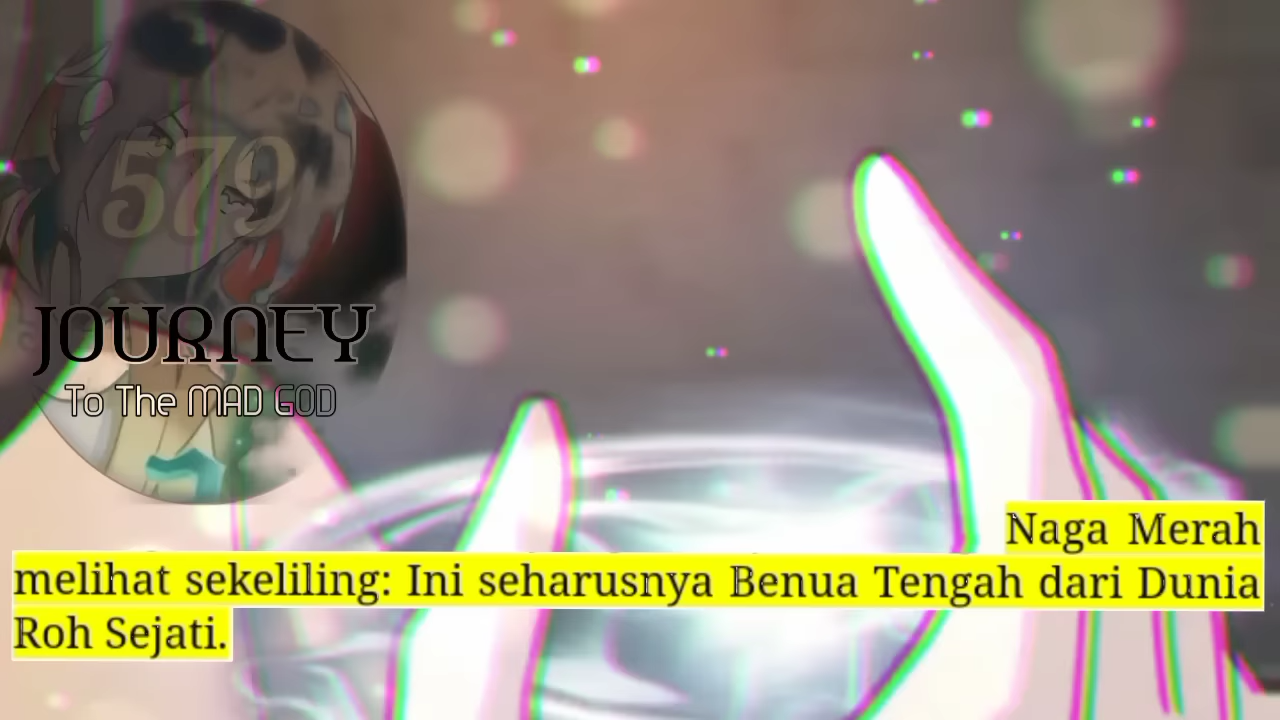 579
JOURNEY
To The MAD GOD
Naga Merah
melihat sekeliling: Ini seharusnya Benua Tengah dari Dunia
Roh Sejati.